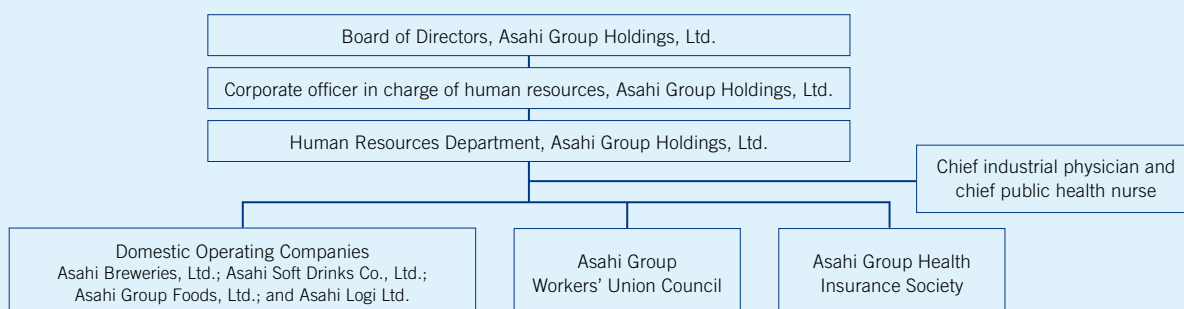 Board of Directors, Asahi Group Holdings, Ltd.
Corporate officer in charge of human resources, Asahi Group Holdings, Ltd.
Human Resources Department, Asahi Group Holdings, Ltd.
Chief industrial physician and
chief public health nurse
Domestic Operating Companies
Asahi Breweries, Ltd.; Asahi Soft Drinks Co., Ltd.;
Asahi Group Foods, Ltd.; and Asahi Logi Ltd.
Asahi Group
Workers’ Union Council
Asahi Group Health
Insurance Society